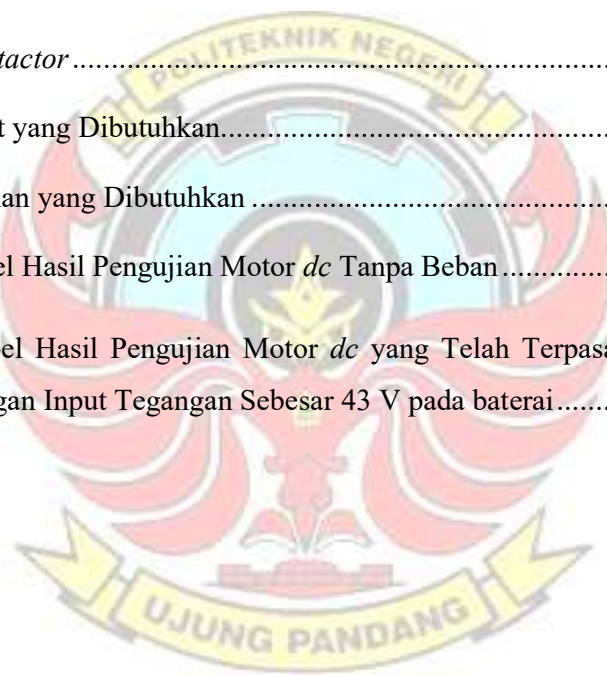 POLITEKNIK NEGERI
tactor
t yang Dibutuhkan
an yang Dibutuhkan
el Hasil Pengujian Motor dc Tanpa Beban
el Hasil Pengujian Motor dc yang Telah Terpasa
gan Input Tegangan Sebesar 43 V pada baterai
UJUNG PANDANG